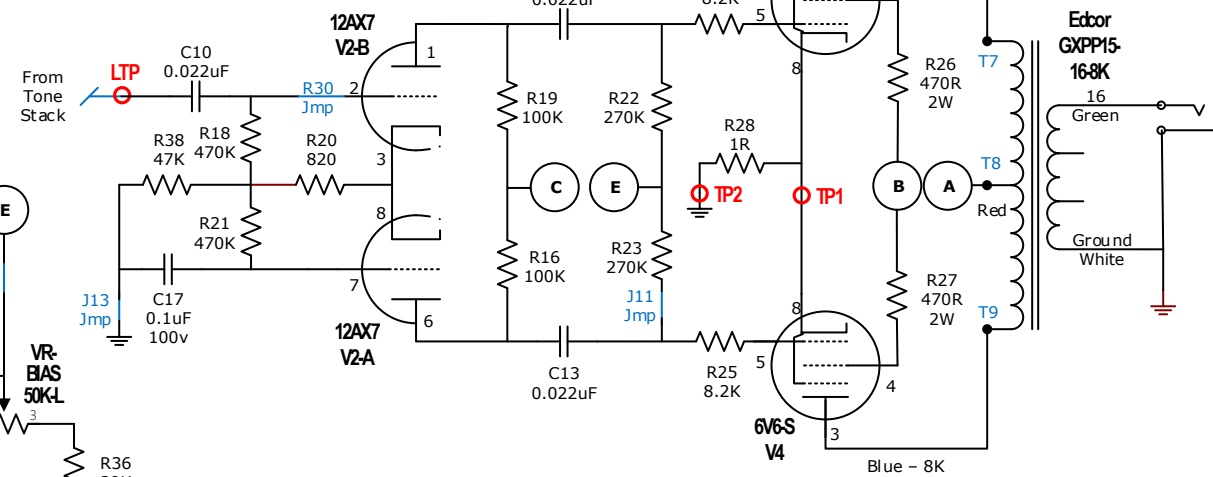 0.022uF
8.2K
5
12AX7
V2-B
1
C10
0.022uF
From
Tone
Stack
LTP
R30
Jmp
2
R38
47K
R18
470K
R20
820
3
R19
100K
R22
270K
R28
1R
8
R26
470R
2W
T7
Edcor
GXPP15-
16-8K
16
Green
C
E
TP2
TP1
B
A
T8
Red
E
R21
470K
8
R16
100K
R23
270K
Ground
White
J13
Jmp
C17
0.1uF
100v
7
12AX7
V2-A
6
J11
Jmp
8
R27
470R
2W
T9
VR-
BIAS
50K-L
3
C13
0.022uF
R25
8.2K
5
4
6V6-S
V4
3
Blue – 8K
R36